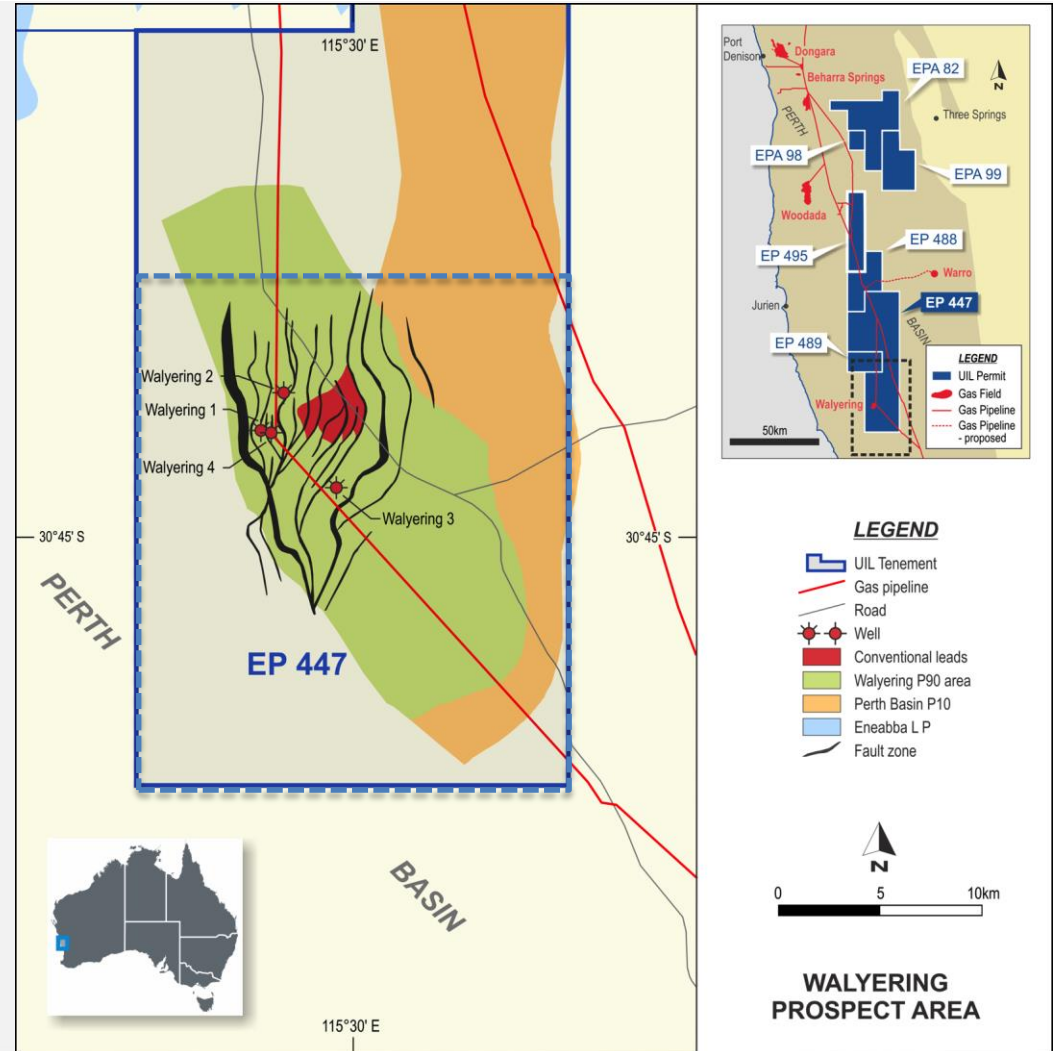 115°30' E
Walyering 2
Walyering 1
Walyering 4
Walyering 3
30°45' S
30°45' S
PERTH
EP 447
BASIN
115°30' E
Port
Denison
Dongara
Beharra Springs
EPA 82
N
Three Springs
PERTH
EPA 98
EPA 99
Woodada
EP 495
EP 488
Warro
Jurien
EP 447
BASIN
EP 489
Walyering
50km
LEGEND
UIL Permit
Gas Field
Gas Pipeline
Gas Pipeline
- proposed
LEGEND
UIL Tenement
Gas pipeline
Road
Well
Conventional leads
Walyering P90 area
Perth Basin P10
Eneabba L P
Fault zone
N
0 5 10km
WALYERING
PROSPECT AREA